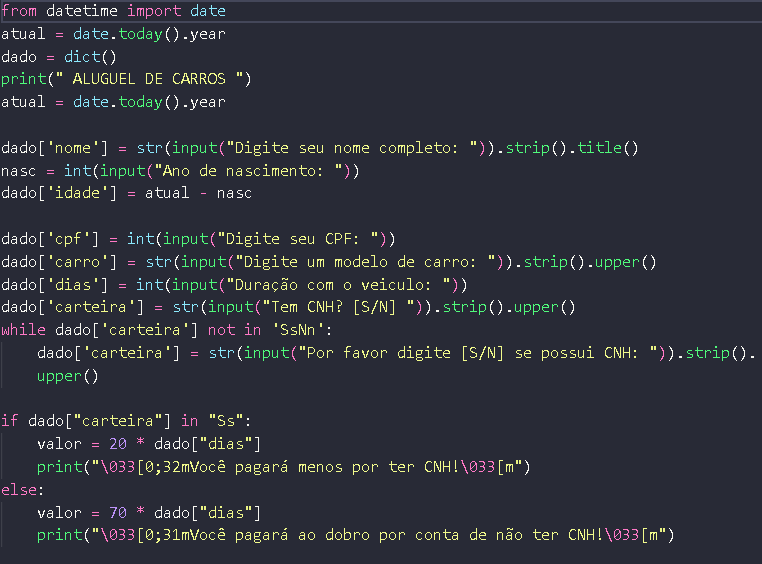 from datetime import date
atual = date.today().year
dado = dict()
print(" ALUGUEL DE CARROS ")
atual = date.today().year

dado['nome'] = str(input("Digite seu nome completo: ")).strip().title()
nasc = int(input("Ano de nascimento: "))
dado['idade'] = atual - nasc

dado['cpf'] = int(input("Digite seu CPF: "))
dado['carro'] = str(input("Digite um modelo de carro: ")).strip().upper()
dado['dias'] = int(input("Duração com o veiculo: "))
dado['carteira'] = str(input("Tem CNH? [S/N] ")).strip().upper()
while dado['carteira'] not in 'SsNn':
    dado['carteira'] = str(input("Por favor digite [S/N] se possui CNH: ")).strip().
    upper()

if dado["carteira"] in "Ss":
    valor = 20 * dado["dias"]
    print("\033[0;32mVocê pagará menos por ter CNH!\033[m")
else:
    valor = 70 * dado["dias"]
    print("\033[0;31mVocê pagará ao dobro por conta de não ter CNH!\033[m")